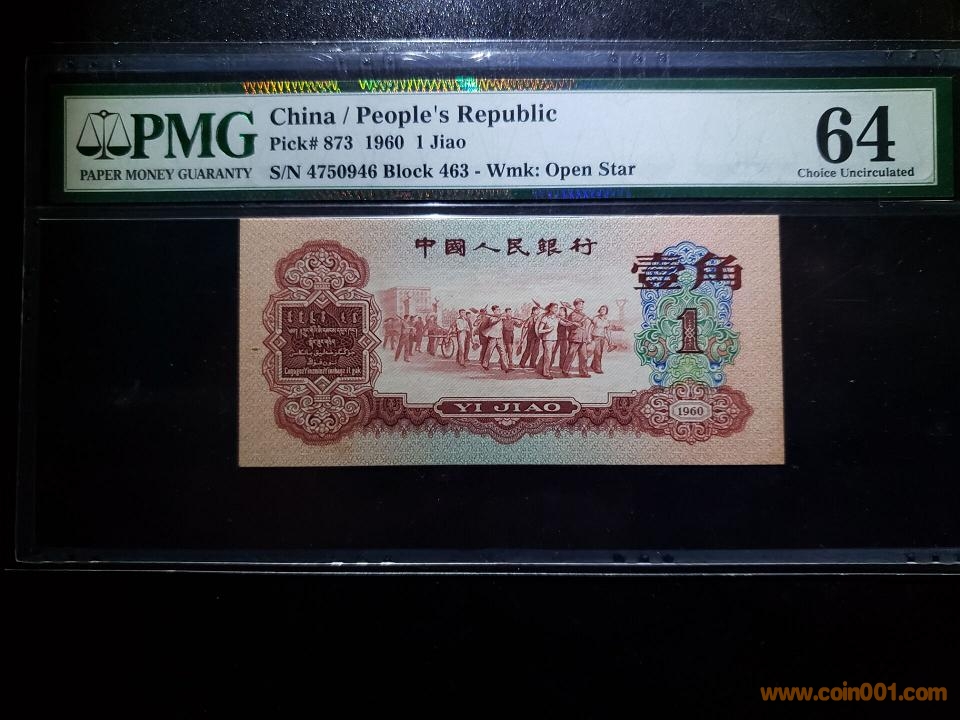 PMG
PAPER MONEY GUARANTY
China / People's Republic
Pick# 873 1960 1 Jiao
S/N 4750946 Block 463 - Wmk: Open Star
64
Choice Uncirculated
中國人民銀行
壹角
1
YI JIAO
1960
www.coin001.com